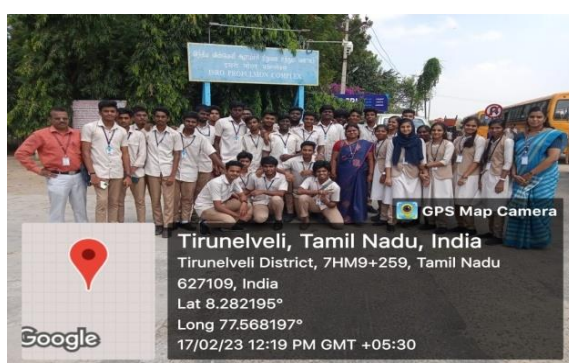 ISRO PROPULSION COMPLEX
GPS Map Camera
Tirunelveli, Tamil Nadu, India
Tirunelveli District, 7HM9+259, Tamil Nadu
627109, India
Lat 8.282195°
Long 77.568197°
17/02/23 12:19 PM GMT +05:30
Google